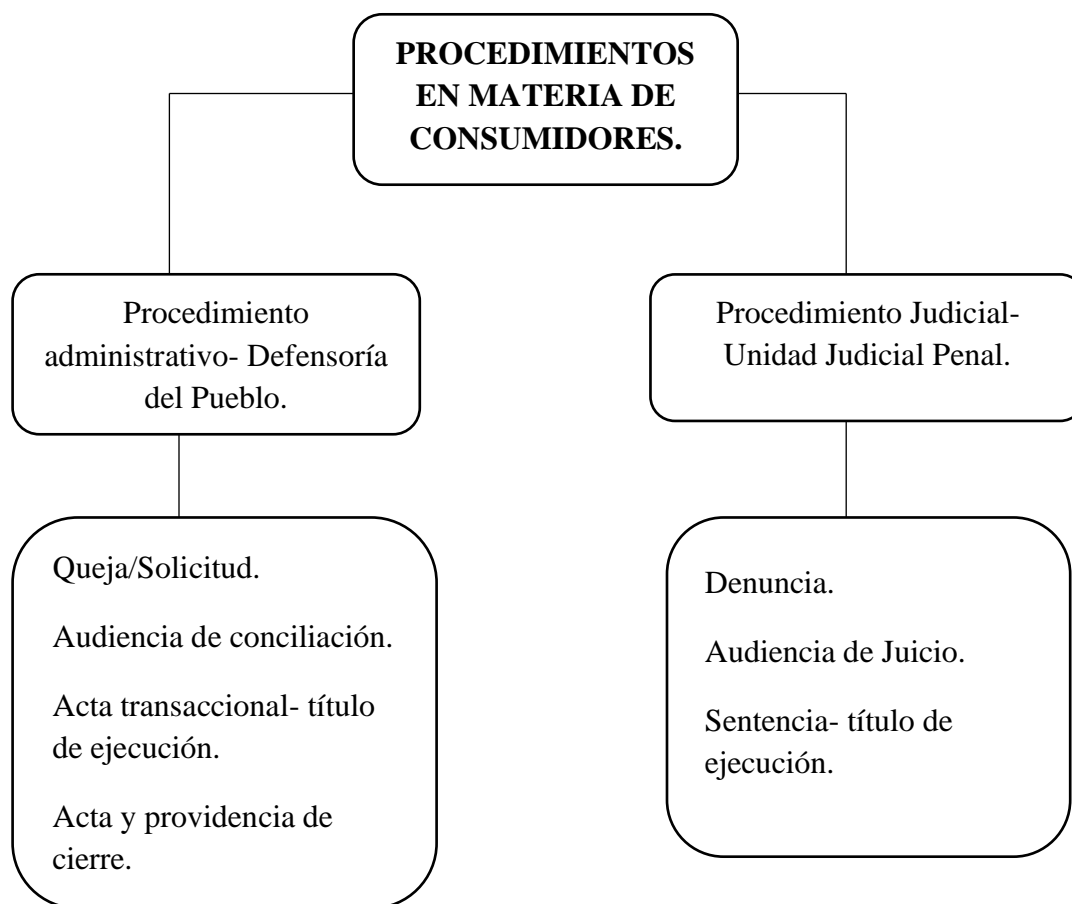 PROCEDIMIENTOS
EN MATERIA DE
CONSUMIDORES.
Procedimiento
administrativo- Defensoría
del Pueblo.
Procedimiento Judicial-
Unidad Judicial Penal.
Queja/Solicitud.
Audiencia de conciliación.
Acta transaccional- título
de ejecución.
Acta y providencia de
cierre.
Denuncia.
Audiencia de Juicio.
Sentencia- título de
ejecución.